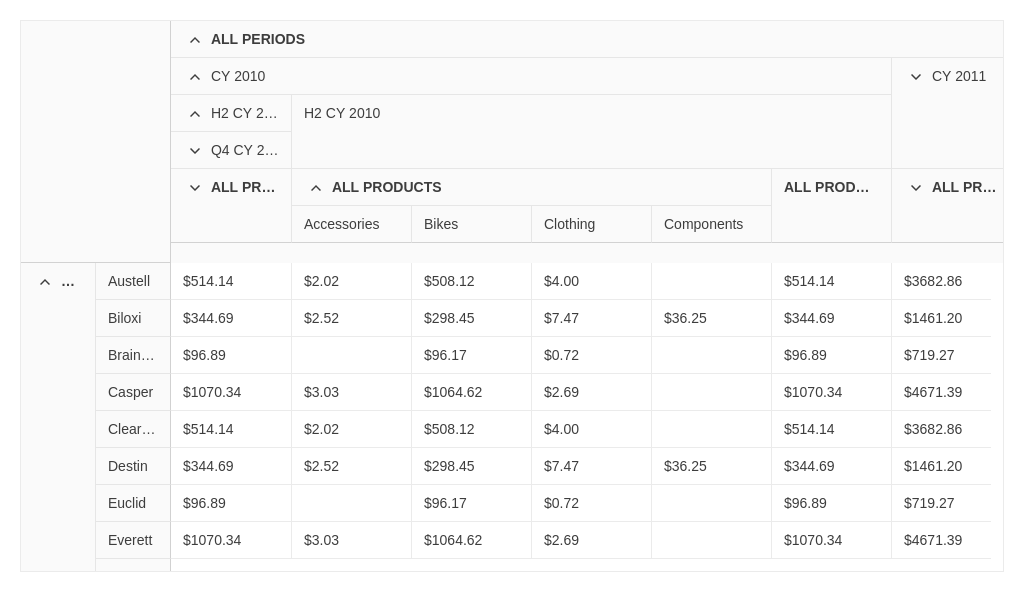 ALL PERIODS
CY 2010 CY 2011
H2 CY 2… H2 CY 2010
Q4 CY 2…
ALL PR… ALL PRODUCTS ALL PROD… ALL PR…
Accessories Bikes Clothing Components
… Austell $514.14 $2.02 $508.12 $4.00 $514.14 $3682.86
Biloxi $344.69 $2.52 $298.45 $7.47 $36.25 $344.69 $1461.20
Brain… $96.89 $96.17 $0.72 $96.89 $719.27
Casper $1070.34 $3.03 $1064.62 $2.69 $1070.34 $4671.39
Clear… $514.14 $2.02 $508.12 $4.00 $514.14 $3682.86
Destin $344.69 $2.52 $298.45 $7.47 $36.25 $344.69 $1461.20
Euclid $96.89 $96.17 $0.72 $96.89 $719.27
Everett $1070.34 $3.03 $1064.62 $2.69 $1070.34 $4671.39